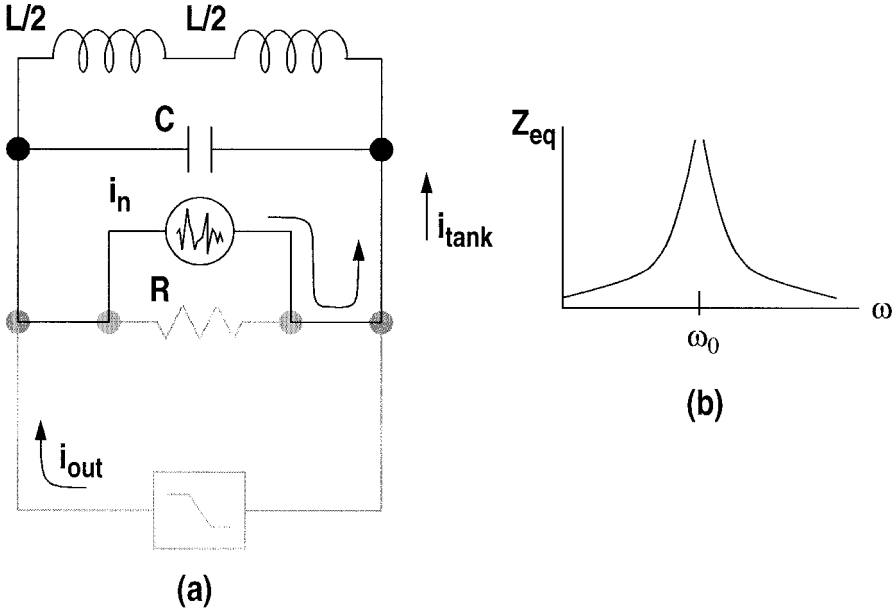 L/2 L/2
C
i_n
R
i_tank
i_out
(a)
Z_eq
ω
ω_0
(b)